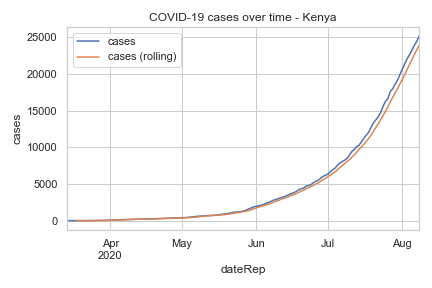 COVID-19 cases over time - Kenya
cases
cases (rolling)
25000
20000
15000
10000
5000
0
cases
Apr
2020
May
Jun
Jul
Aug
dateRep